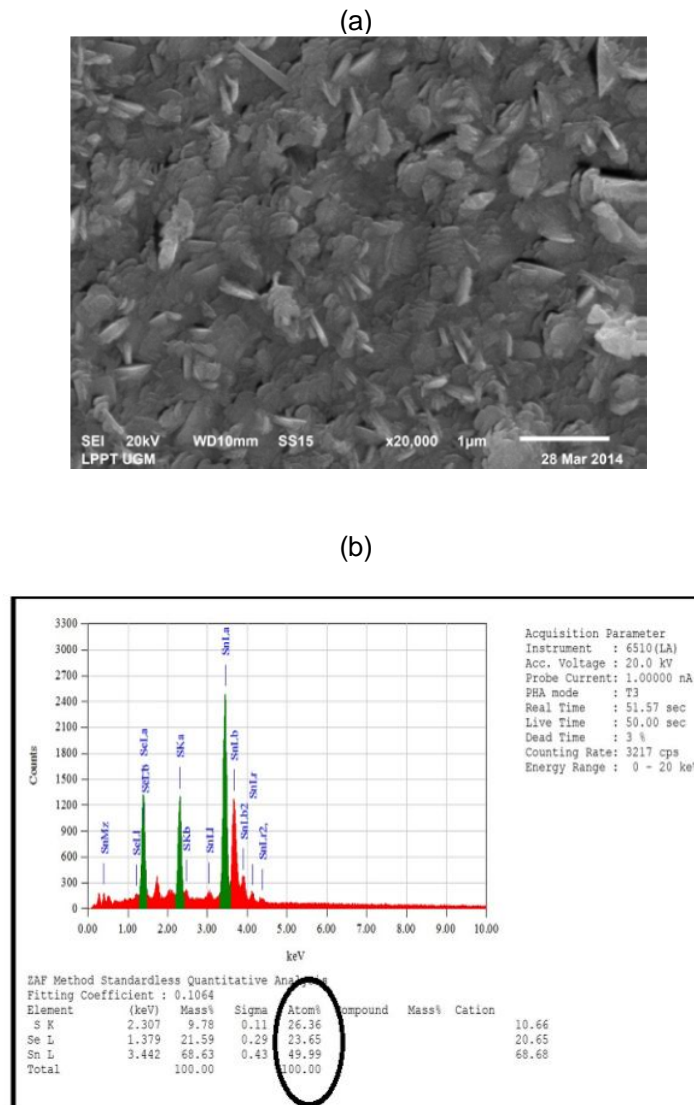 (a)
SEI 20kV WD10mm SS15 x20,000 1μm
LPPT UGM 28 Mar 2014
(b)
3300
3000
2700
2400
2100
1800
1500
1200
900
600
300
0
Counts
SnMz
SeLl
SeLb
SeLa
SKa
SKb
SnLl
SnLa
SnLb
SnLb2
SnLr
SnLr2,
0.00 1.00 2.00 3.00 4.00 5.00 6.00 7.00 8.00 9.00 10.00
keV
Acquisition Parameter
Instrument : 6510(LA)
Acc. Voltage : 20.0 kV
Probe Current: 1.00000 nA
PHA mode : T3
Real Time : 51.57 sec
Live Time : 50.00 sec
Dead Time : 3 %
Counting Rate: 3217 cps
Energy Range : 0 - 20 keV
ZAF Method Standardless Quantitative Analysis
Fitting Coefficient : 0.1064
Element (keV) Mass% Sigma Atom% Mass% Cation
S K 2.307 9.78 0.11 26.36 10.66
Se L 1.379 21.59 0.29 23.65 20.65
Sn L 3.442 68.63 0.43 49.99 68.68
Total 100.00 100.00